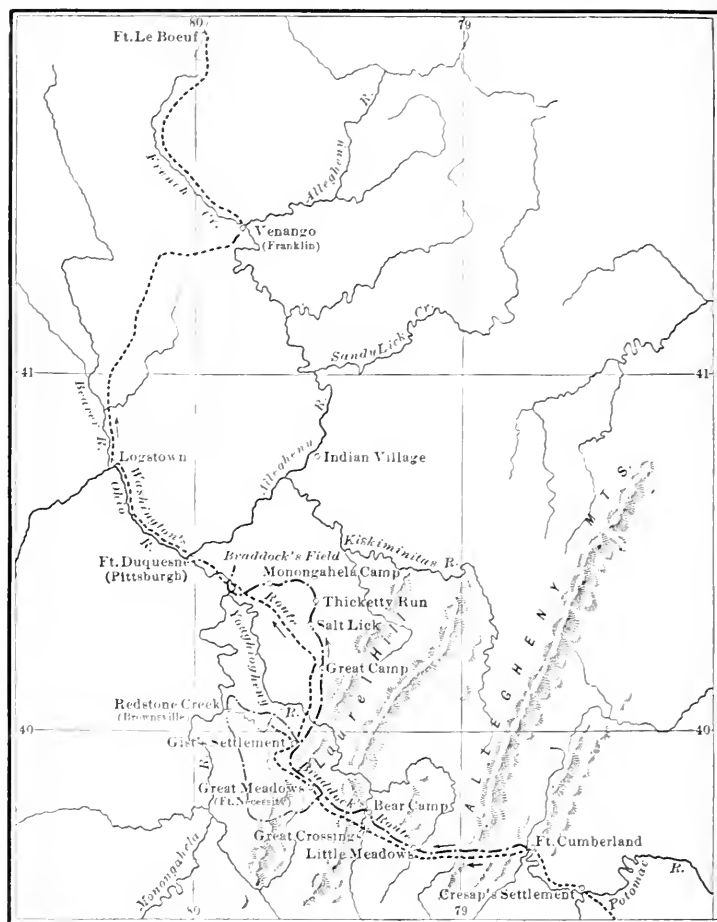 80
79
Ft. Le Boeuf
Allegheny R.
French Cr.
Venango
(Franklin)
Sandy Lick Cr.
41
41
Beaver R.
Logstown
Allegheny R.
Indian Village
Ohio R.
Washington's Route
Ft. Duquesne
(Pittsburgh)
Braddock's Field
Kiskiminitas R.
Monongahela Camp
Thicketty Run
Salt Lick
Youghiogheny R.
Great Camp
Laurel Hill
ALLEGHENY MTS.
Redstone Creek
(Brownsville)
40
40
Gist's Settlement
Braddock's Route
Great Meadows
(Ft. Necessity)
Bear Camp
Great Crossing
Little Meadows
Ft. Cumberland
Monongahela R.
Cresap's Settlement
Potomac R.
80
79